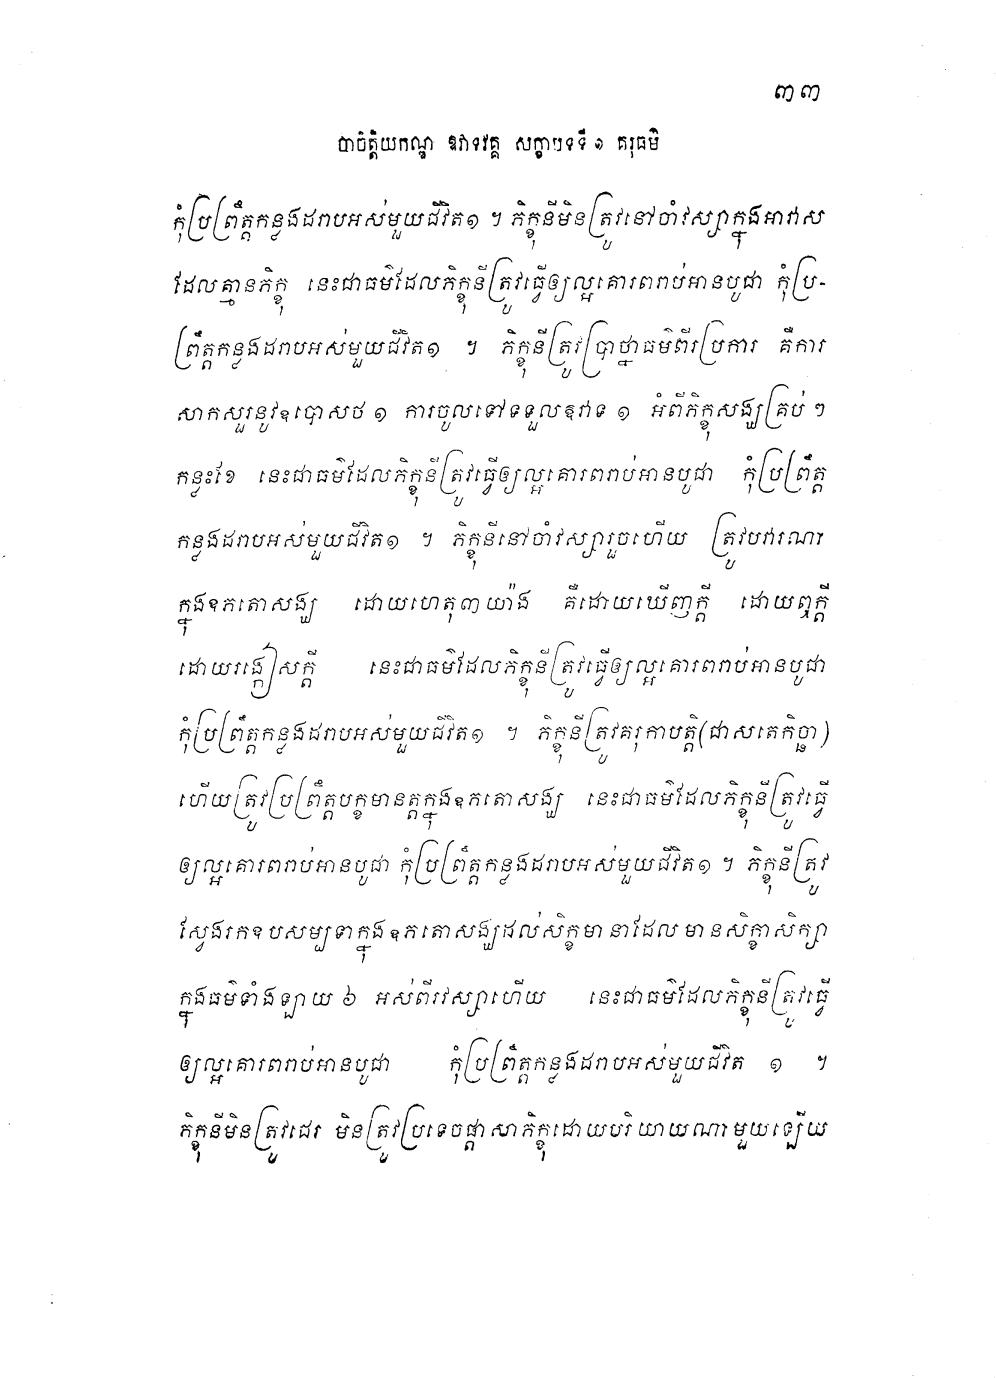 ៣៣
បាចិត្តិយកណ្ឌ ឱវាទវគ្គ សិក្ខាបទទី ១ គរុធម៌
កុំប្រព្រឹត្តកន្លងដរាបអស់មួយជីវិត១ ។ ភិក្ខុនីមិនត្រូវនៅចាំវស្សាក្នុងអាវាស
ដែលគ្មានភិក្ខុ នេះជាធម៌ដែលភិក្ខុនីត្រូវធ្វើឲ្យល្អគោរពរាប់អានបូជា កុំប្រ-
ព្រឹត្តកន្លងដរាបអស់មួយជីវិត១ ។ ភិក្ខុនីត្រូវប្រាថ្នាធម៌ពីរប្រការ គឺការ
សាកសួរនូវឧបោសថ ១ ការចូលទៅទទួលឱវាទ ១ អំពីភិក្ខុសង្ឃគ្រប់ ៗ
កន្លះខែ នេះជាធម៌ដែលភិក្ខុនីត្រូវធ្វើឲ្យល្អគោរពរាប់អានបូជា កុំប្រព្រឹត្ត
កន្លងដរាបអស់មួយជីវិត១ ។ ភិក្ខុនីនៅចាំវស្សារួចហើយ ត្រូវបវារណា
ក្នុងឧភតោសង្ឃ ដោយហេតុ៣យ៉ាង គឺដោយឃើញក្តី ដោយឮក្តី
ដោយរង្កៀសក្តី នេះជាធម៌ដែលភិក្ខុនីត្រូវធ្វើឲ្យល្អគោរពរាប់អានបូជា
កុំប្រព្រឹត្តកន្លងដរាបអស់មួយជីវិត១ ។ ភិក្ខុនីត្រូវគរុកាបត្តិ(ជាសតេកិច្ឆា)
ហើយត្រូវប្រព្រឹត្តបក្ខមានត្តក្នុងឧភតោសង្ឃ នេះជាធម៌ដែលភិក្ខុនីត្រូវធ្វើ
ឲ្យល្អគោរពរាប់អានបូជា កុំប្រព្រឹត្តកន្លងដរាបអស់មួយជីវិត១ ។ ភិក្ខុនីត្រូវ
ស្វែងរកឧបសម្បទាក្នុងឧភតោសង្ឃដល់សិក្ខមានាដែលមានសិក្ខាសិក្សា
ក្នុងធម៌ទាំងឡាយ ៦ អស់ពីរវស្សាហើយ នេះជាធម៌ដែលភិក្ខុនីត្រូវធ្វើ
ឲ្យល្អគោរពរាប់អានបូជា កុំប្រព្រឹត្តកន្លងដរាបអស់មួយជីវិត ១ ។
ភិក្ខុនីមិនត្រូវជេរ មិនត្រូវប្រទេចផ្តាសាភិក្ខុដោយបរិយាយណាមួយឡើយ